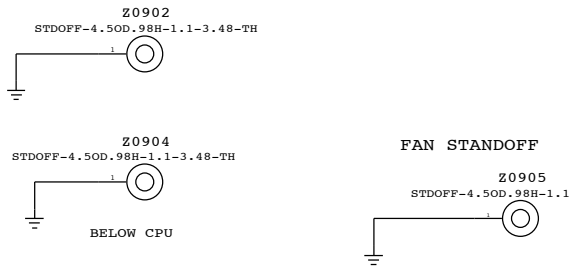 Z0902
STDOFF-4.5OD.98H-1.1-3.48-TH
1
Z0904
STDOFF-4.5OD.98H-1.1-3.48-TH
1
BELOW CPU
FAN STANDOFF
Z0905
STDOFF-4.5OD.98H-1.1
1